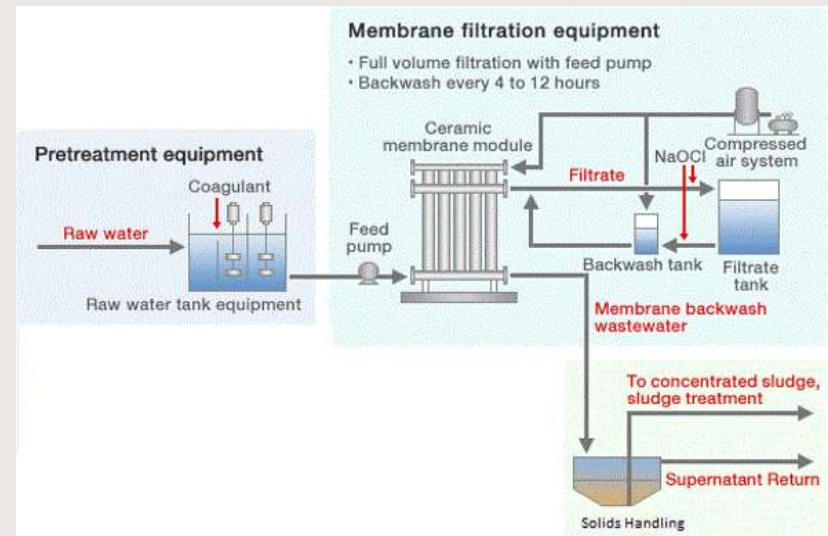 Membrane filtration equipment
・Full volume filtration with feed pump
・Backwash every 4 to 12 hours
Ceramic
membrane module
Compressed
air system
NaOCl
Filtrate
Backwash tank
Filtrate
tank
Pretreatment equipment
Coagulant
Raw water
Raw water tank equipment
Feed
pump
Membrane backwash
wastewater
To concentrated sludge,
sludge treatment
Supernatant Return
Solids Handling